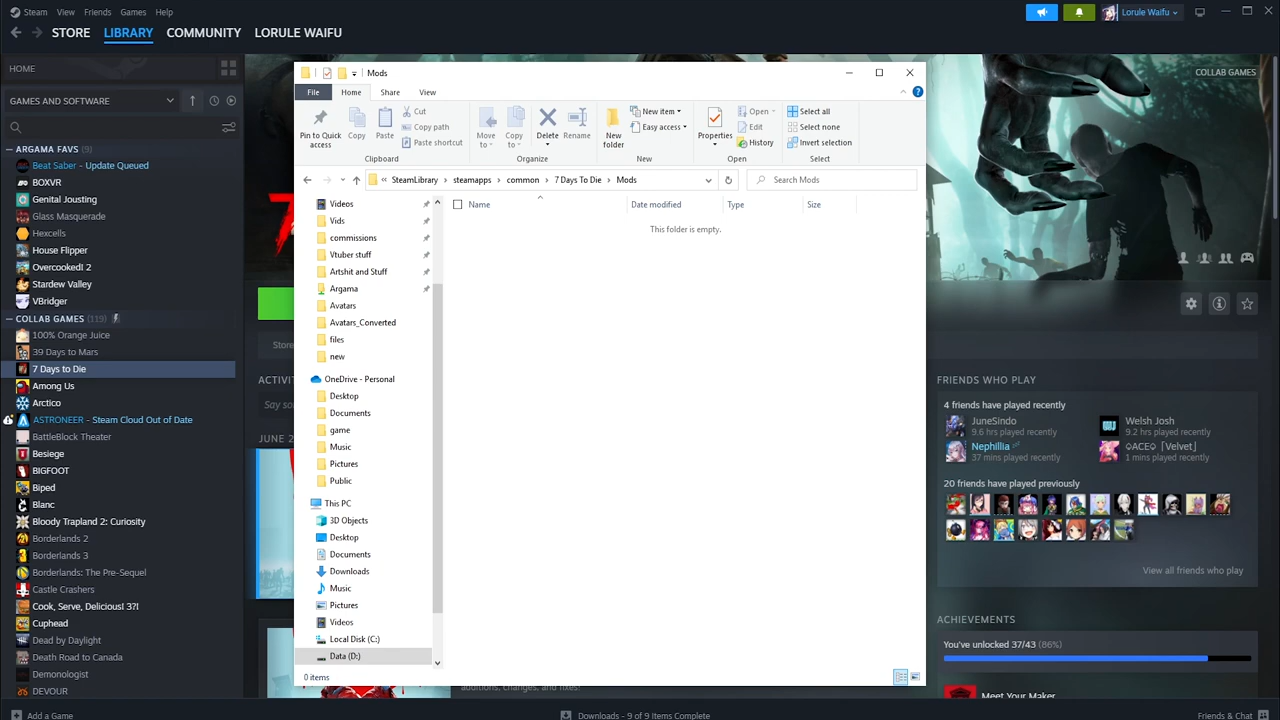 Steam View Friends Games Help
Lorule Waifu
STORE LIBRARY COMMUNITY LORULE WAIFU
HOME
GAMES AND SOFTWARE
ARGAMA FAVS (9)
Beat Saber - Update Queued
BOXVR
Genital Jousting
Glass Masquerade
Hexcells
House Flipper
Overcooked! 2
Stardew Valley
VBridger
COLLAB GAMES (119)
100% Orange Juice
39 Days to Mars
7 Days to Die
Among Us
Arctico
ASTRONEER - Steam Cloud Out of Date
BattleBlock Theater
Besiege
BIGFOOT
Biped
Blanc
Bloody Trapland 2: Curiosity
Borderlands 2
Borderlands 3
Borderlands: The Pre-Sequel
Castle Crashers
Cook, Serve, Delicious! 3?!
Cuphead
Dead by Daylight
Death Road to Canada
Demonologist
DEVOUR
Add a Game
Mods
File Home Share View
Pin to Quick access
Copy
Paste
Cut
Copy path
Paste shortcut
Clipboard
Move to
Copy to
Delete
Rename
Organize
New folder
New item
Easy access
New
Properties
Open
Edit
History
Open
Select all
Select none
Invert selection
Select
SteamLibrary steamapps common 7 Days To Die Mods
Search Mods
Name Date modified Type Size
This folder is empty.
Videos
Vids
commissions
Vtuber stuff
Artshit and Stuff
Argama
Avatars
Avatars_Converted
files
new
OneDrive - Personal
Desktop
Documents
game
Music
Pictures
Public
This PC
3D Objects
Desktop
Documents
Downloads
Music
Pictures
Videos
Local Disk (C:)
Data (D:)
0 items
COLLAB GAMES
Store
ACTIVI
Say so
JUNE 2
additions, changes, and fixes!
FRIENDS WHO PLAY
4 friends have played recently
JuneSindo
9.6 hrs played recently
Welsh Josh
9.2 hrs played recently
Nephillia
37 mins played recently
◊ACE◊「Velvet」
1 mins played recently
20 friends have played previously
View all friends who play
ACHIEVEMENTS
You've unlocked 37/43 (86%)
Meet Your Maker
Downloads - 9 of 9 Items Complete
Friends & Chat